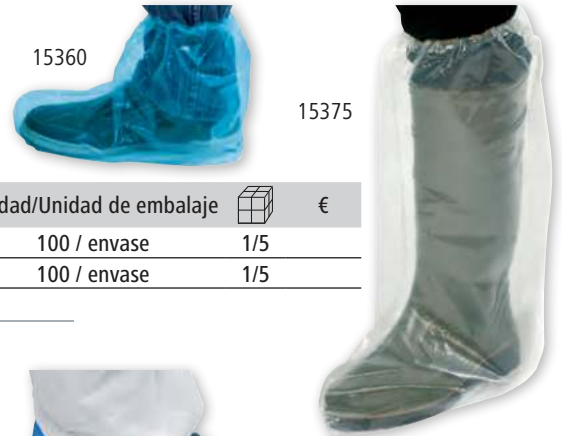 15360
15375
dad/Unidad de embalaje €
100 / envase 1/5
100 / envase 1/5